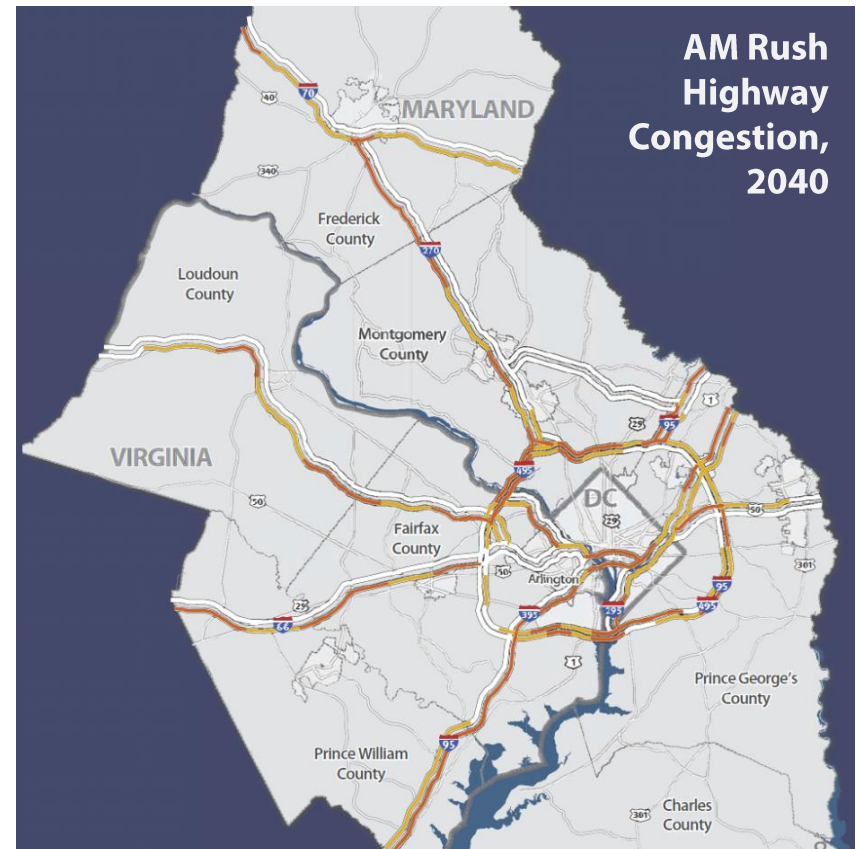 AM Rush
Highway
Congestion,
2040
70
40
MARYLAND
340
Frederick
County
270
Loudoun
County
Montgomery
County
1
29
95
VIRGINIA
495
DC
50
29
50
Fairfax
County
50
Arlington
301
29
66
393
295
495
95
1
Prince George's
County
95
Prince William
County
301
Charles
County